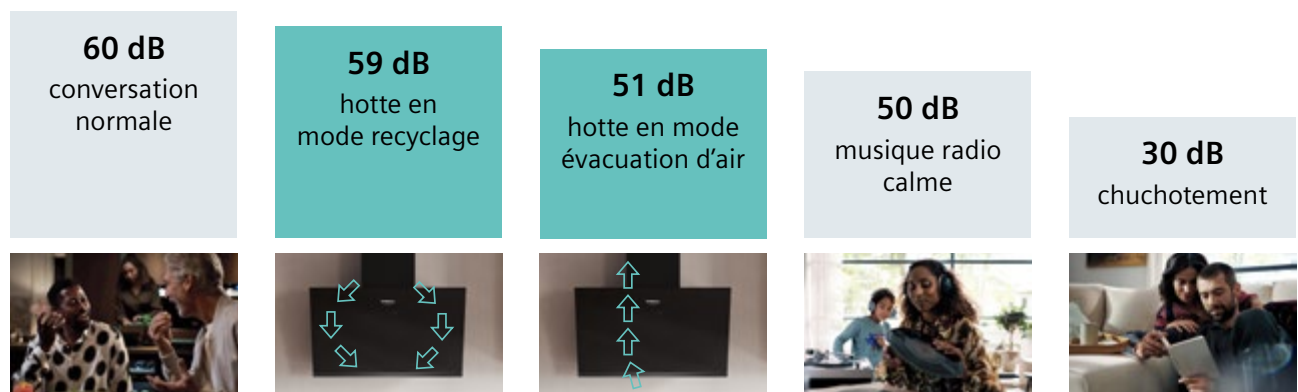 60 dB
conversation
normale
59 dB
hotte en
mode recyclage
51 dB
hotte en mode
évacuation d’air
50 dB
musique radio
calme
30 dB
chuchotement